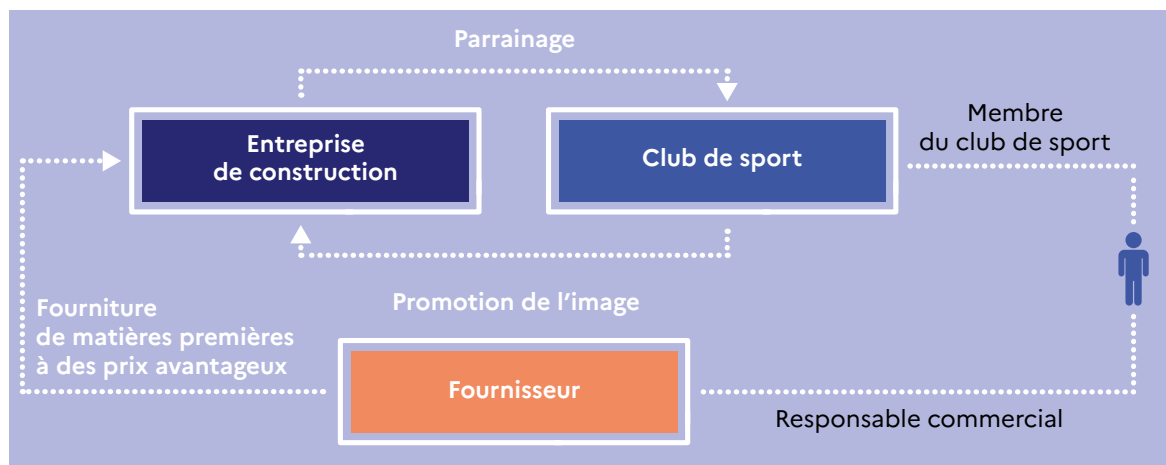 Parrainage
Entreprise
de construction
Club de sport
Membre
du club de sport
Promotion de l’image
Fourniture
de matières premières
à des prix avantageux
Fournisseur
Responsable commercial